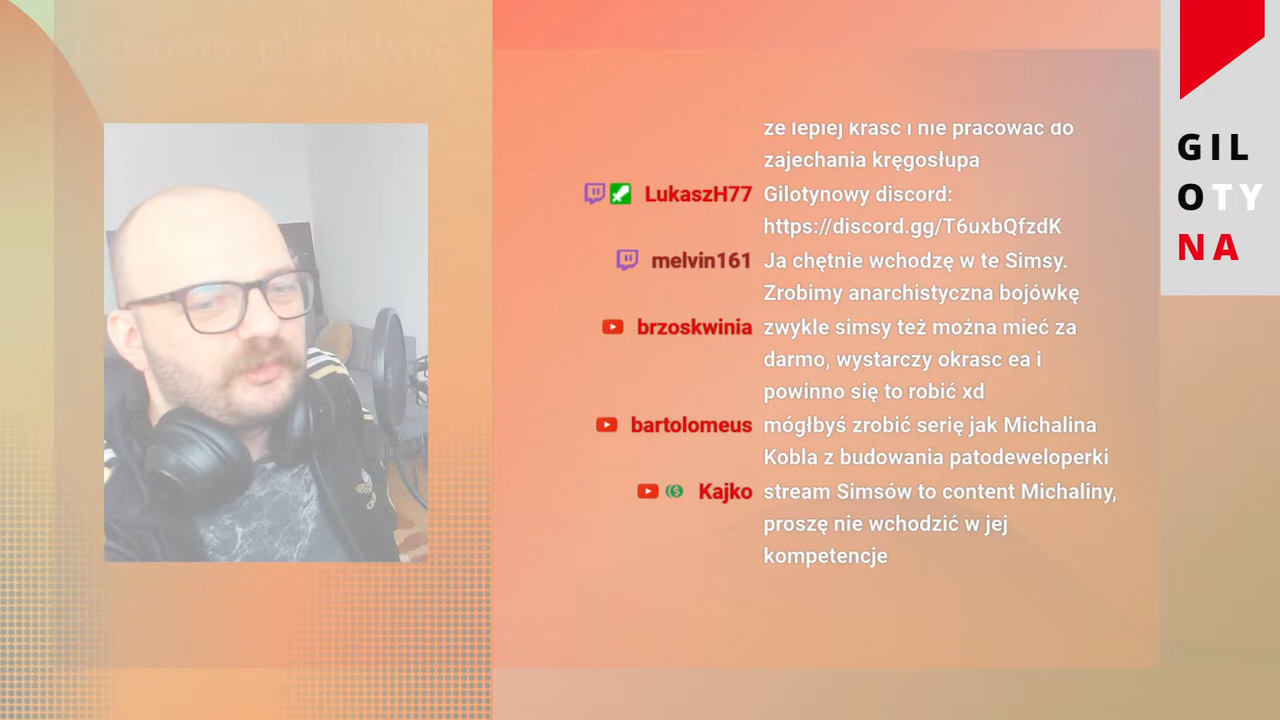 ze lepiej krasc i nie pracowac do
zajechania kręgosłupa
LukaszH77 Gilotynowy discord:
https://discord.gg/T6uxbQfzdK
melvin161 Ja chętnie wchodzę w te Simsy.
Zrobimy anarchistyczna bojówkę
brzoskwinia zwykle simsy też można mieć za
darmo, wystarczy okrasc ea i
powinno się to robić xd
bartolomeus mógłbyś zrobić serię jak Michalina
Kobla z budowania patodeweloperki
Kajko stream Simsów to content Michaliny,
proszę nie wchodzić w jej
kompetencje
GIL
OTY
NA